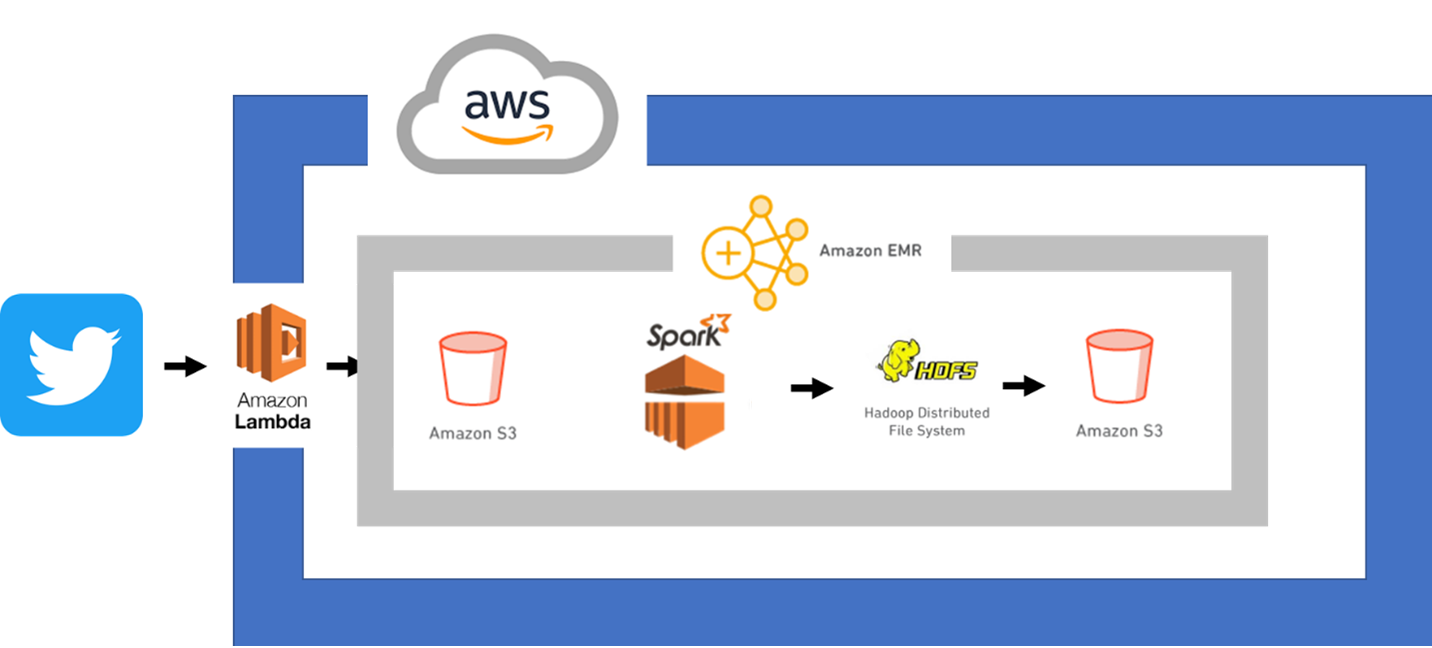 aws
Amazon EMR
Spark
HDFS
Amazon
Lambda
Amazon S3
Hadoop Distributed
File System
Amazon S3